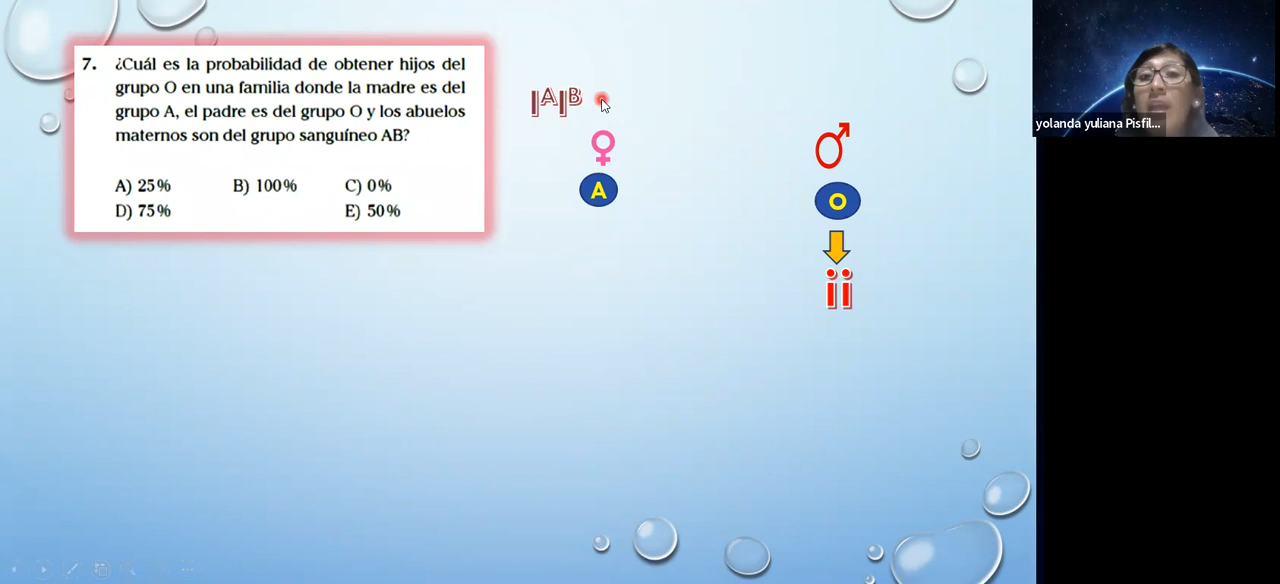 7. ¿Cuál es la probabilidad de obtener hijos del
grupo O en una familia donde la madre es del
grupo A, el padre es del grupo O y los abuelos
maternos son del grupo sanguíneo AB?
A) 25% B) 100% C) 0%
D) 75% E) 50%
IᴬIᴮ
♀ ♂
A O
ii
yolanda yuliana Pisfil...